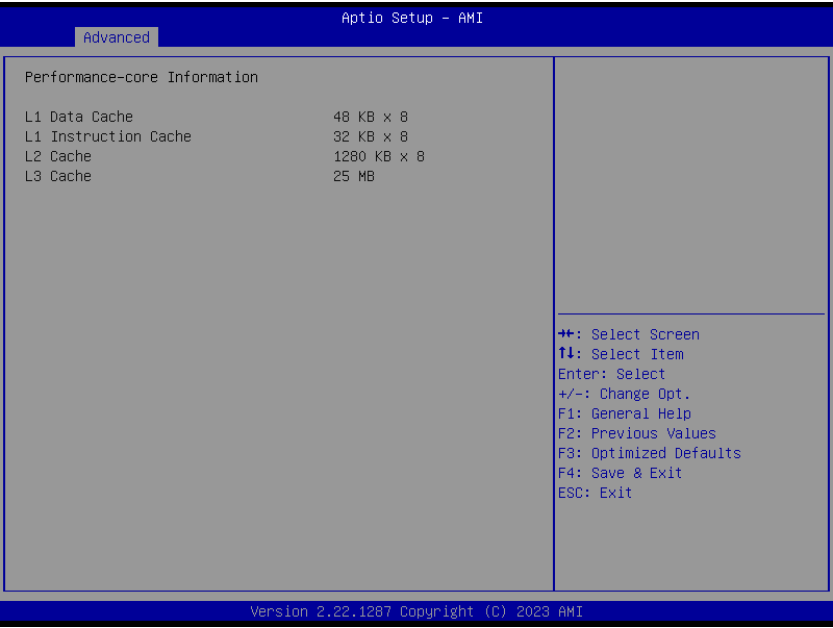 Aptio Setup - AMI
Advanced
Performance-core Information
L1 Data Cache 48 KB x 8
L1 Instruction Cache 32 KB x 8
L2 Cache 1280 KB x 8
L3 Cache 25 MB
→←: Select Screen
↑↓: Select Item
Enter: Select
+/-: Change Opt.
F1: General Help
F2: Previous Values
F3: Optimized Defaults
F4: Save & Exit
ESC: Exit
Version 2.22.1287 Copyright (C) 2023 AMI